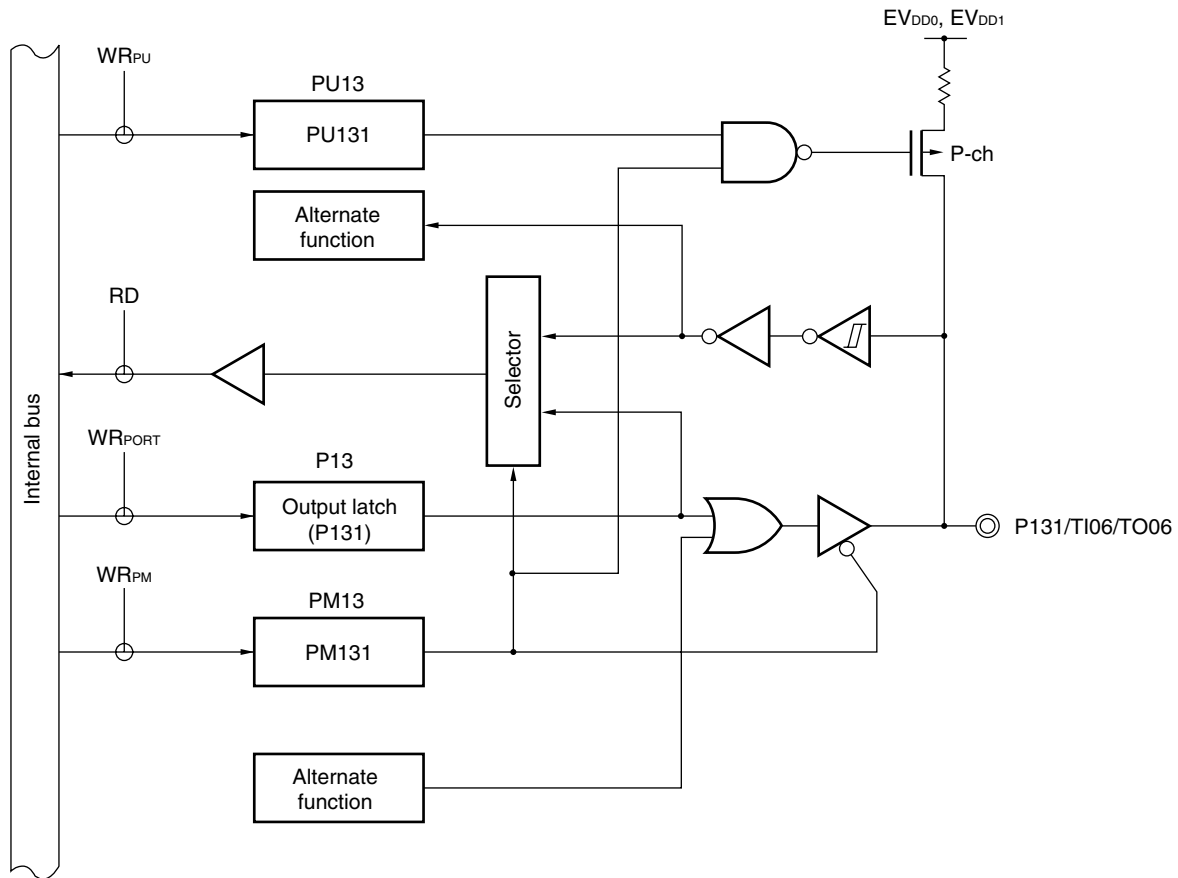 EVDD0, EVDD1
WRPU
PU13
PU131
P-ch
Alternate
function
RD
Selector
Internal bus
WRPORT
P13
Output latch
(P131)
P131/TI06/TO06
WRPM
PM13
PM131
Alternate
function